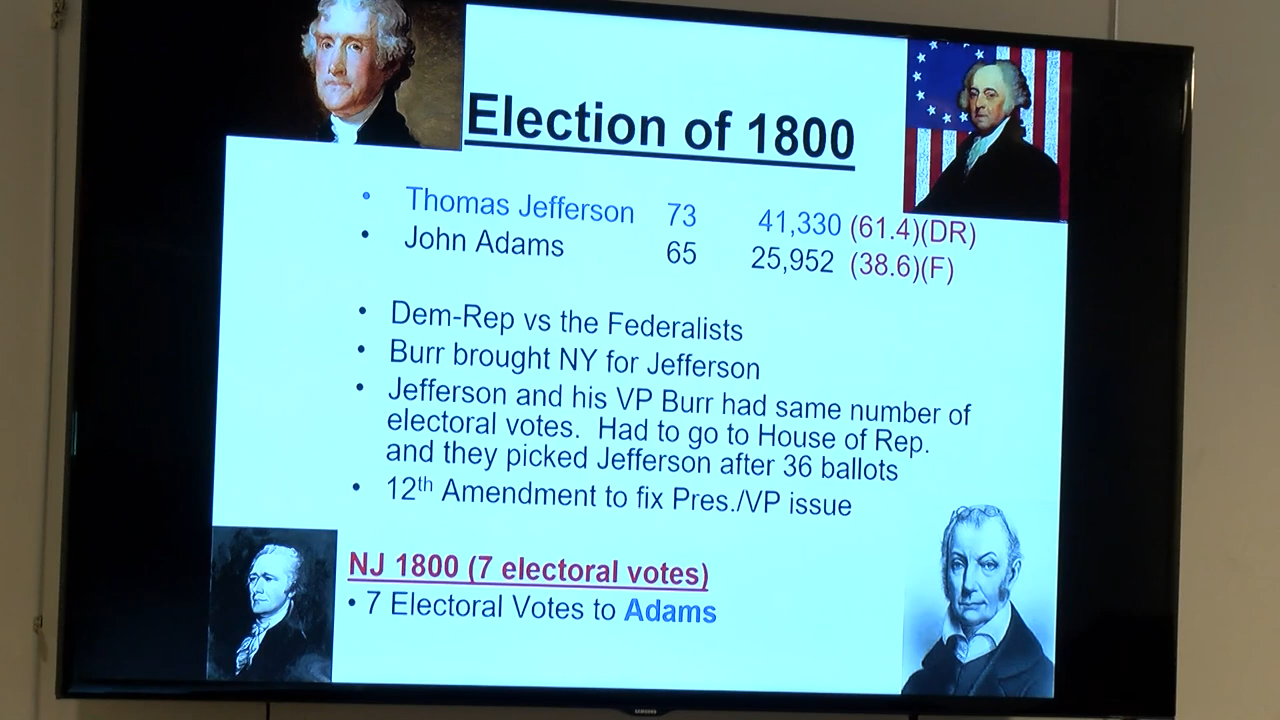 Election of 1800
• Thomas Jefferson 73 41,330 (61.4)(DR)
• John Adams 65 25,952 (38.6)(F)
• Dem-Rep vs the Federalists
• Burr brought NY for Jefferson
• Jefferson and his VP Burr had same number of
electoral votes. Had to go to House of Rep.
and they picked Jefferson after 36 ballots
• 12th Amendment to fix Pres./VP issue
NJ 1800 (7 electoral votes)
• 7 Electoral Votes to Adams
SAMSUNG